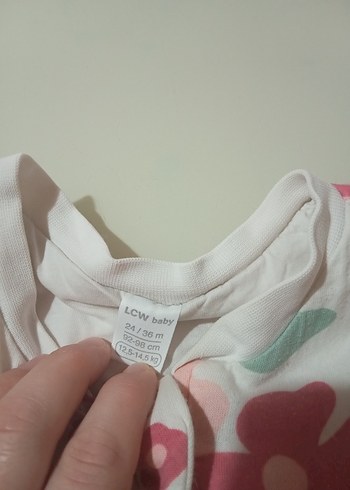 LCW baby
24 / 36 m
92-98 cm
12,5-14,5 kg